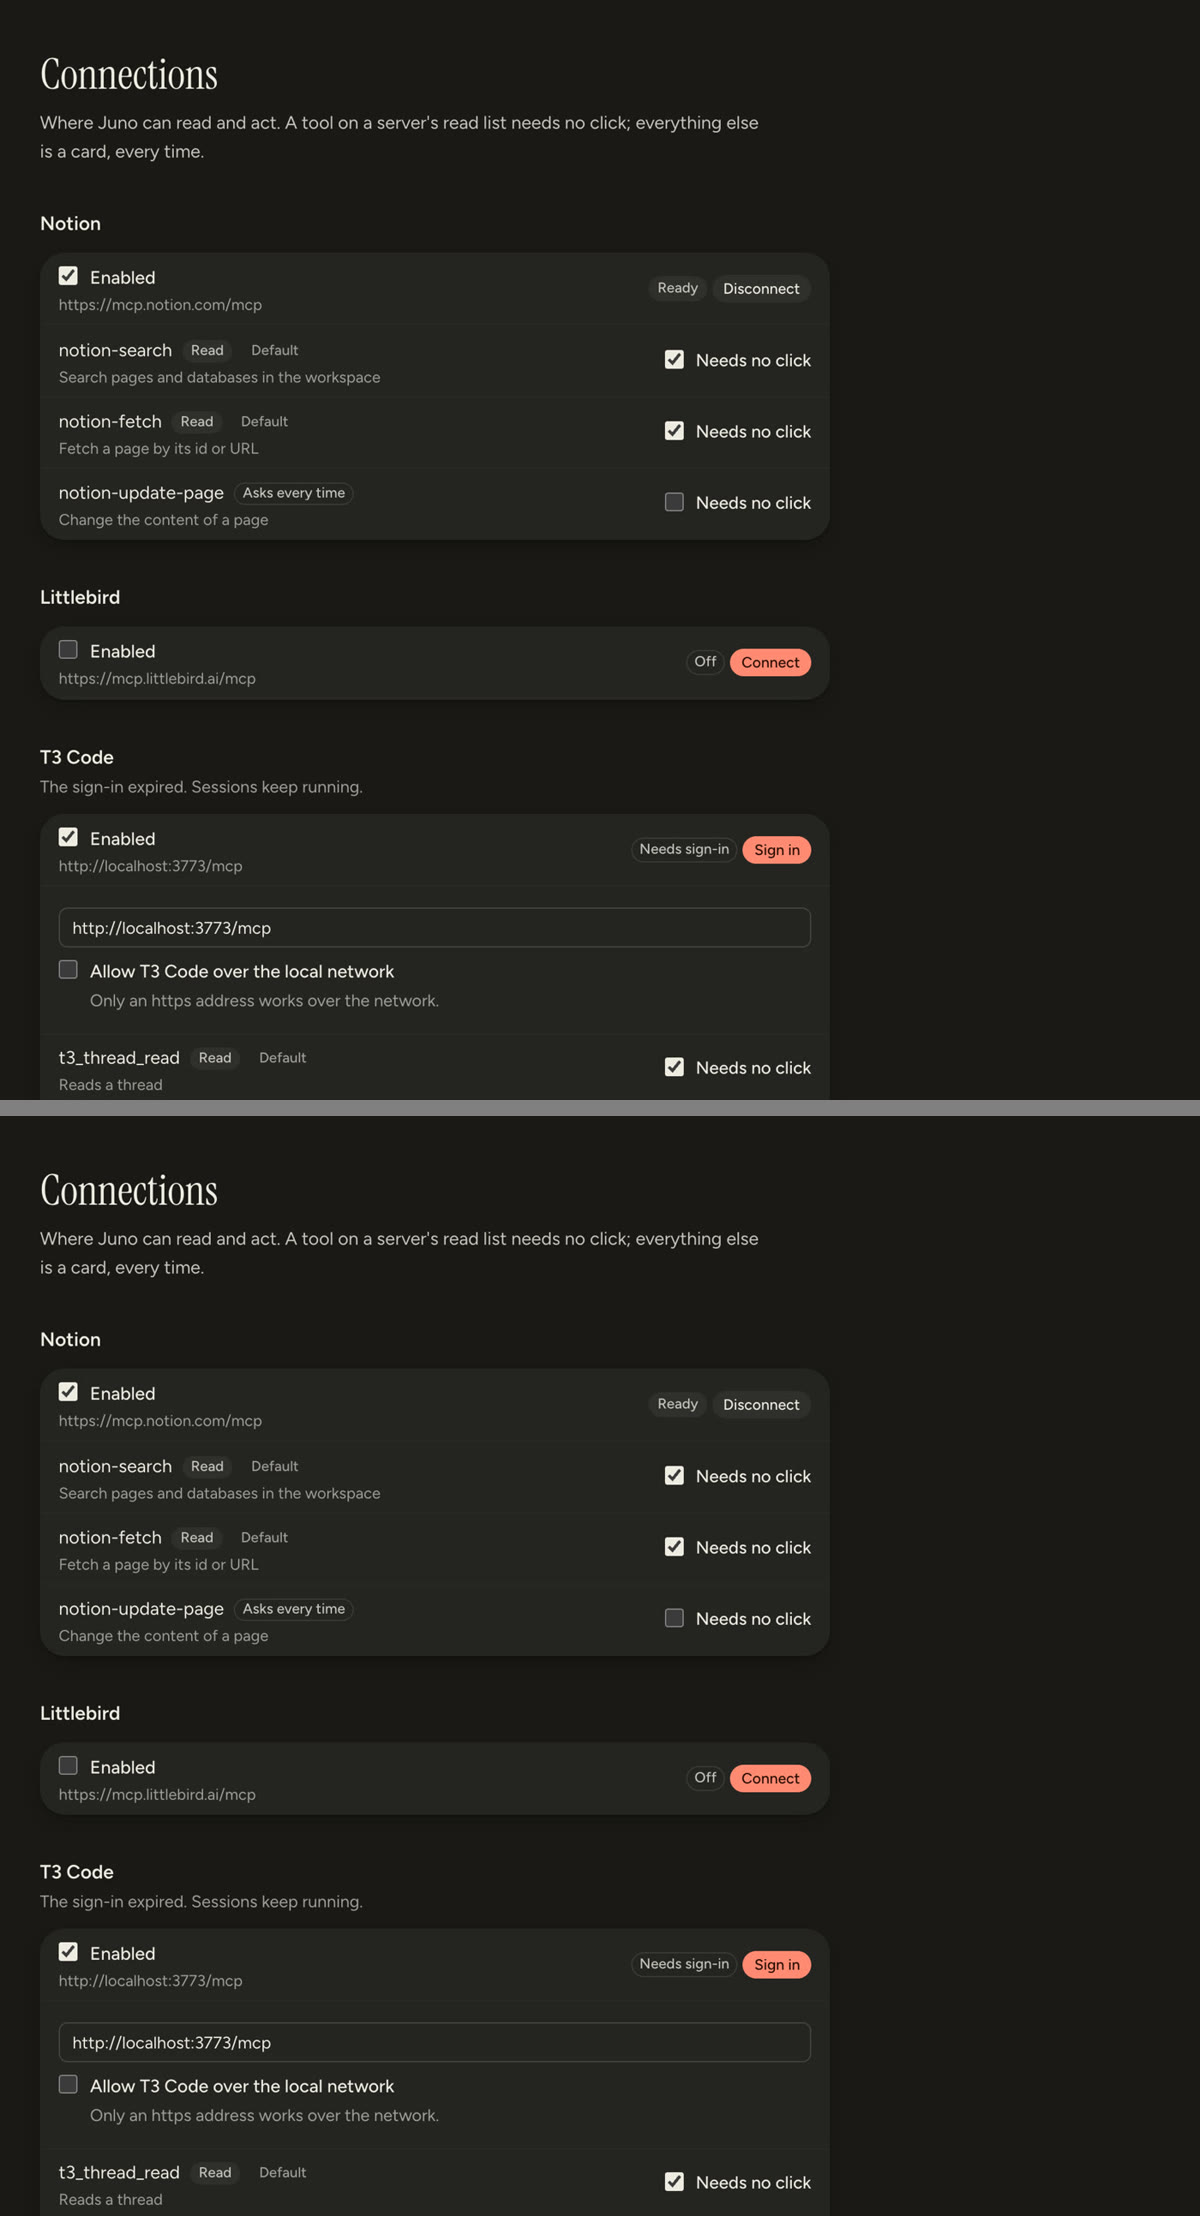 Connections
Where Juno can read and act. A tool on a server's read list needs no click; everything else
is a card, every time.
Notion
Enabled
https://mcp.notion.com/mcp
Ready
Disconnect
notion-search Read Default
Search pages and databases in the workspace
Needs no click
notion-fetch Read Default
Fetch a page by its id or URL
Needs no click
notion-update-page Asks every time
Change the content of a page
Needs no click
Littlebird
Enabled
https://mcp.littlebird.ai/mcp
Off
Connect
T3 Code
The sign-in expired. Sessions keep running.
Enabled
http://localhost:3773/mcp
Needs sign-in
Sign in
http://localhost:3773/mcp
Allow T3 Code over the local network
Only an https address works over the network.
t3_thread_read Read Default
Reads a thread
Needs no click
Connections
Where Juno can read and act. A tool on a server's read list needs no click; everything else
is a card, every time.
Notion
Enabled
https://mcp.notion.com/mcp
Ready
Disconnect
notion-search Read Default
Search pages and databases in the workspace
Needs no click
notion-fetch Read Default
Fetch a page by its id or URL
Needs no click
notion-update-page Asks every time
Change the content of a page
Needs no click
Littlebird
Enabled
https://mcp.littlebird.ai/mcp
Off
Connect
T3 Code
The sign-in expired. Sessions keep running.
Enabled
http://localhost:3773/mcp
Needs sign-in
Sign in
http://localhost:3773/mcp
Allow T3 Code over the local network
Only an https address works over the network.
t3_thread_read Read Default
Reads a thread
Needs no click